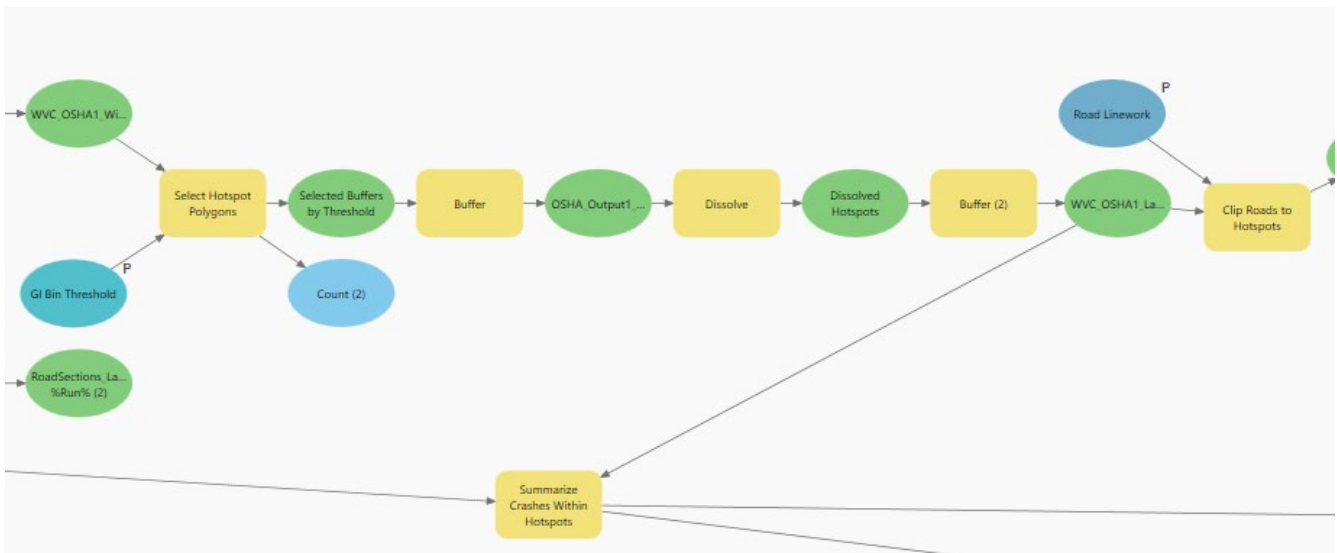 WVC_OSHA1_Wi...
P
Road Linework
Select Hotspot
Polygons
Selected Buffers
by Threshold
Buffer
OSHA_Output1_...
Dissolve
Dissolved
Hotspots
Buffer (2)
WVC_OSHA1_La...
Clip Roads to
Hotspots
P
GI Bin Threshold
Count (2)
RoadSections_La...
%Run% (2)
Summarize
Crashes Within
Hotspots